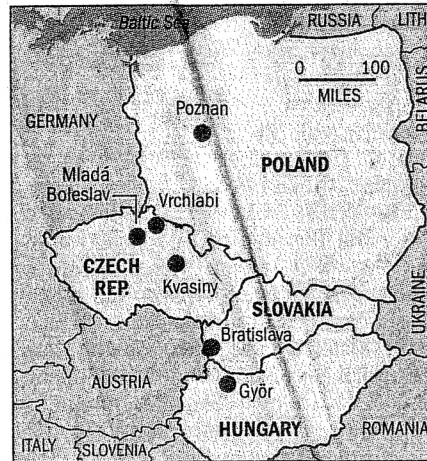 Baltic Sea
RUSSIA
LITH
0 100
MILES
BELARUS
GERMANY
Poznan
POLAND
Mladá
Boleslav
Vrchlabi
CZECH
REP.
Kvasiny
SLOVAKIA
UKRAINE
Bratislava
AUSTRIA
Györ
HUNGARY
ROMANIA
ITALY
SLOVENIA